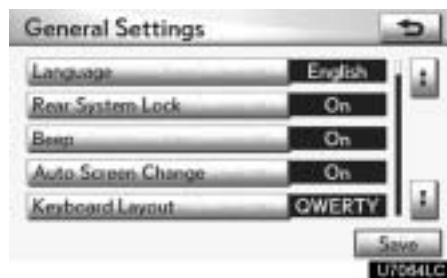 General Settings
Language English
Rear System Lock On
Beep On
Auto Screen Change On
Keyboard Layout QWERTY
Save
U7064LC